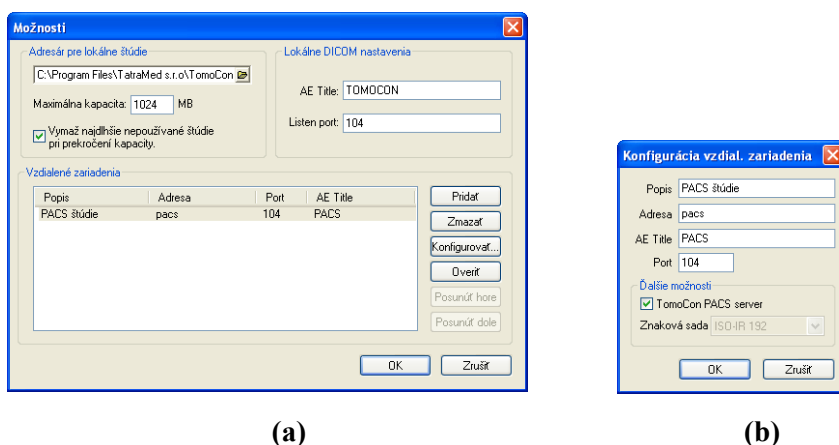 Možnosti
Adresár pre lokálne štúdie
C:\Program Files\TatraMed s.r.o\TomoCon
Maximálna kapacita: 1024 MB
Vymaž najdlhšie nepoužívané štúdie
pri prekročení kapacity.
Lokálne DICOM nastavenia
AE Title: TOMOCON
Listen port: 104
Vzdialené zariadenia
Popis Adresa Port AE Title
PACS štúdie pacs 104 PACS
Pridať
Zmazať
Konfigurovať...
Overiť
Posunúť hore
Posunúť dole
OK Zrušiť
(a)
Konfigurácia vzdial. zariadenia
Popis PACS štúdie
Adresa pacs
AE Title PACS
Port 104
Ďalšie možnosti
TomoCon PACS server
Znaková sada ISO-IR 192
OK Zrušiť
(b)